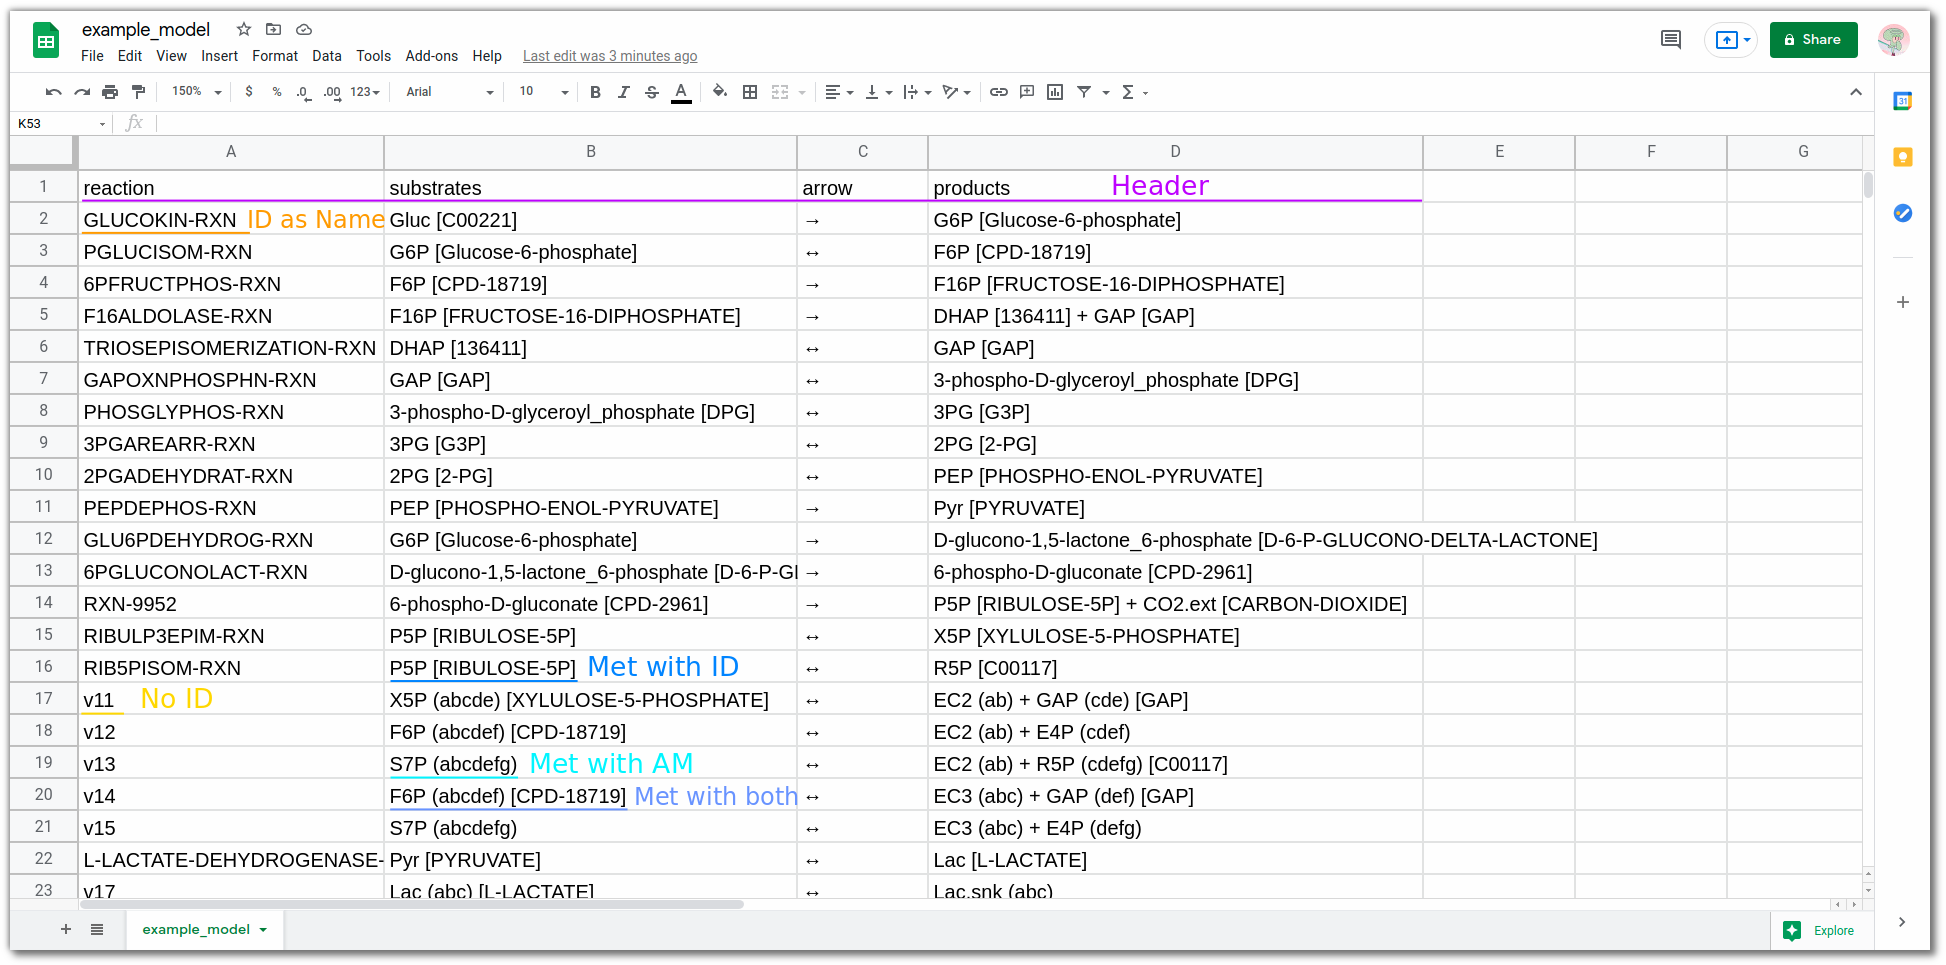 example_model
File Edit View Insert Format Data Tools Add-ons Help Last edit was 3 minutes ago
Share
150% $ % .0 .00 123 Arial 10 B I S A Σ
31
K53 fx
A B C D E F G
1 reaction substrates arrow products Header
2 GLUCOKIN-RXN ID as Name Gluc [C00221] → G6P [Glucose-6-phosphate]
3 PGLUCISOM-RXN G6P [Glucose-6-phosphate] ↔ F6P [CPD-18719]
4 6PFRUCTPHOS-RXN F6P [CPD-18719] → F16P [FRUCTOSE-16-DIPHOSPHATE]
5 F16ALDOLASE-RXN F16P [FRUCTOSE-16-DIPHOSPHATE] → DHAP [136411] + GAP [GAP]
6 TRIOSEPISOMERIZATION-RXN DHAP [136411] ↔ GAP [GAP]
7 GAPOXNPHOSPHN-RXN GAP [GAP] ↔ 3-phospho-D-glyceroyl_phosphate [DPG]
8 PHOSGLYPHOS-RXN 3-phospho-D-glyceroyl_phosphate [DPG] ↔ 3PG [G3P]
9 3PGAREARR-RXN 3PG [G3P] ↔ 2PG [2-PG]
10 2PGADEHYDRAT-RXN 2PG [2-PG] ↔ PEP [PHOSPHO-ENOL-PYRUVATE]
11 PEPDEPHOS-RXN PEP [PHOSPHO-ENOL-PYRUVATE] → Pyr [PYRUVATE]
12 GLU6PDEHYDROG-RXN G6P [Glucose-6-phosphate] → D-glucono-1,5-lactone_6-phosphate [D-6-P-GLUCONO-DELTA-LACTONE]
13 6PGLUCONOLACT-RXN D-glucono-1,5-lactone_6-phosphate [D-6-P-Gl → 6-phospho-D-gluconate [CPD-2961]
14 RXN-9952 6-phospho-D-gluconate [CPD-2961] → P5P [RIBULOSE-5P] + CO2.ext [CARBON-DIOXIDE]
15 RIBULP3EPIM-RXN P5P [RIBULOSE-5P] ↔ X5P [XYLULOSE-5-PHOSPHATE]
16 RIB5PISOM-RXN P5P [RIBULOSE-5P] Met with ID ↔ R5P [C00117]
17 v11 No ID X5P (abcde) [XYLULOSE-5-PHOSPHATE] ↔ EC2 (ab) + GAP (cde) [GAP]
18 v12 F6P (abcdef) [CPD-18719] ↔ EC2 (ab) + E4P (cdef)
19 v13 S7P (abcdefg) Met with AM ↔ EC2 (ab) + R5P (cdefg) [C00117]
20 v14 F6P (abcdef) [CPD-18719] Met with both ↔ EC3 (abc) + GAP (def) [GAP]
21 v15 S7P (abcdefg) ↔ EC3 (abc) + E4P (defg)
22 L-LACTATE-DEHYDROGENASE- Pyr [PYRUVATE] ↔ Lac [L-LACTATE]
23 v17 Lac (abc) [L-LACTATE] ↔ Lac.snk (abc)
example_model
Explore